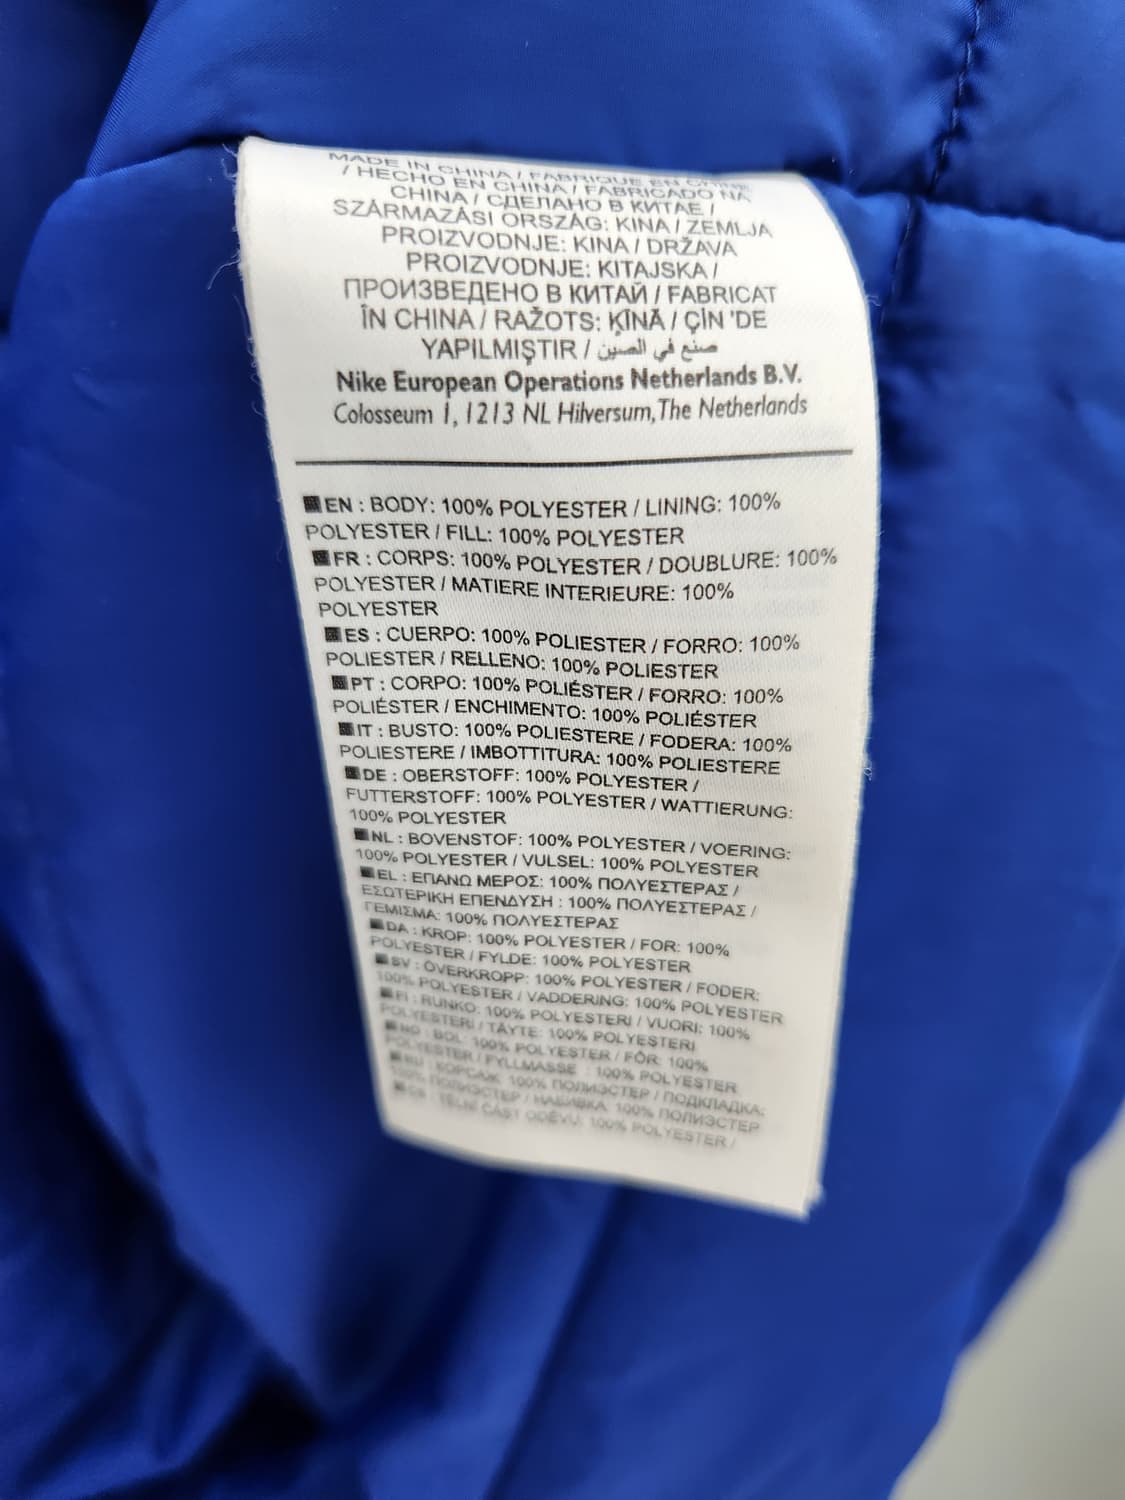 MADE IN CHINA / FABRIQUE EN CHINE
/ HECHO EN CHINA / FABRICADO NA
CHINA / СДЕЛАНО В КИТАЕ /
SZÁRMAZÁSI ORSZÁG: KINA / ZEMLJA
PROIZVODNJE: KINA / DRŽAVA
PROIZVODNJE: KITAJSKA /
ПРОИЗВЕДЕНО В КИТАЙ / FABRICAT
ÎN CHINA / RAŽOTS: ĶĪNĀ / ÇİN 'DE
YAPILMIŞTIR / صنع في الصين
Nike European Operations Netherlands B.V.
Colosseum 1, 1213 NL Hilversum, The Netherlands
EN : BODY: 100% POLYESTER / LINING: 100%
POLYESTER / FILL: 100% POLYESTER
FR : CORPS: 100% POLYESTER / DOUBLURE: 100%
POLYESTER / MATIERE INTERIEURE: 100%
POLYESTER
ES : CUERPO: 100% POLIESTER / FORRO: 100%
POLIESTER / RELLENO: 100% POLIESTER
PT : CORPO: 100% POLIÉSTER / FORRO: 100%
POLIÉSTER / ENCHIMENTO: 100% POLIÉSTER
IT : BUSTO: 100% POLIESTERE / FODERA: 100%
POLIESTERE / IMBOTTITURA: 100% POLIESTERE
DE : OBERSTOFF: 100% POLYESTER /
FUTTERSTOFF: 100% POLYESTER / WATTIERUNG:
100% POLYESTER
NL : BOVENSTOF: 100% POLYESTER / VOERING:
100% POLYESTER / VULSEL: 100% POLYESTER
EL : ΕΠΑΝΩ ΜΕΡΟΣ: 100% ΠΟΛΥΕΣΤΕΡΑΣ /
ΕΣΩΤΕΡΙΚΗ ΕΠΕΝΔΥΣΗ : 100% ΠΟΛΥΕΣΤΕΡΑΣ /
ΓΕΜΙΣΜΑ: 100% ΠΟΛΥΕΣΤΕΡΑΣ
DA : KROP: 100% POLYESTER / FOR: 100%
POLYESTER / FYLDE: 100% POLYESTER
SV : ÖVERKROPP: 100% POLYESTER / FODER:
100% POLYESTER / VADDERING: 100% POLYESTER
FI : RUNKO: 100% POLYESTERI / VUORI: 100%
POLYESTERI / TÄYTE: 100% POLYESTERI
NO : BOL: 100% POLYESTER / FÔR: 100%
POLYESTER / FYLLMASSE : 100% POLYESTER
RU : КОРСАЖ: 100% ПОЛИЭСТЕР / ПОДКЛАДКА:
100% ПОЛИЭСТЕР / НАБИВКА: 100% ПОЛИЭСТЕР
TĚLNÍ ČÁST ODĚVU: 100% POLYESTER /